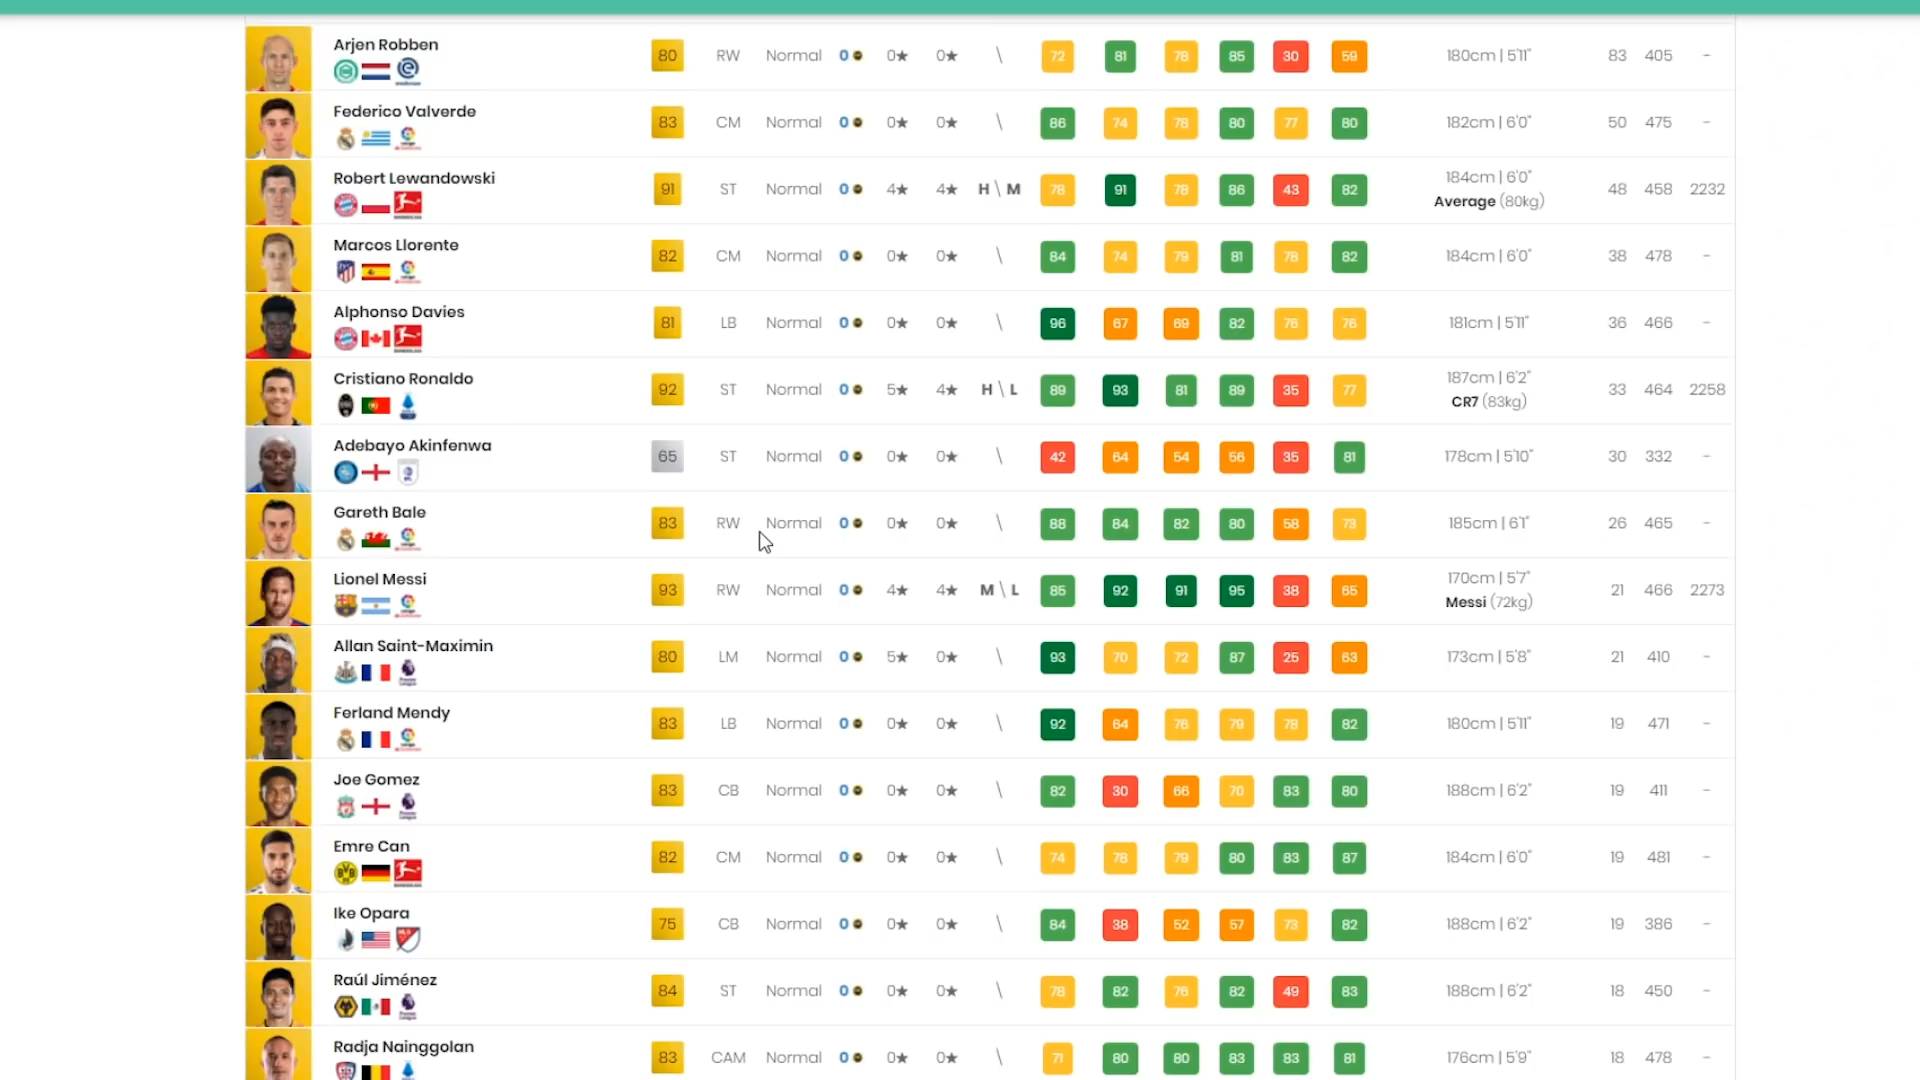 Arjen Robben 80 RW Normal 0 0★ 0★ \ 72 81 78 85 30 59 180cm | 5'11" 83 405 -
Federico Valverde 83 CM Normal 0 0★ 0★ \ 86 74 78 80 77 80 182cm | 6'0" 50 475 -
Robert Lewandowski 91 ST Normal 0 4★ 4★ H \ M 78 91 78 86 43 82 184cm | 6'0" 48 458 2232
Average (80kg)
Marcos Llorente 82 CM Normal 0 0★ 0★ \ 84 74 79 81 78 82 184cm | 6'0" 38 478 -
Alphonso Davies 81 LB Normal 0 0★ 0★ \ 96 67 69 82 76 76 181cm | 5'11" 36 466 -
Cristiano Ronaldo 92 ST Normal 0 5★ 4★ H \ L 89 93 81 89 35 77 187cm | 6'2" 33 464 2258
CR7 (83kg)
Adebayo Akinfenwa 65 ST Normal 0 0★ 0★ \ 42 64 54 56 35 81 178cm | 5'10" 30 332 -
Gareth Bale 83 RW Normal 0 0★ 0★ \ 88 84 82 80 58 73 185cm | 6'1" 26 465 -
Lionel Messi 93 RW Normal 0 4★ 4★ M \ L 85 92 91 95 38 65 170cm | 5'7" 21 466 2273
Messi (72kg)
Allan Saint-Maximin 80 LM Normal 0 5★ 0★ \ 93 70 72 87 25 63 173cm | 5'8" 21 410 -
Ferland Mendy 83 LB Normal 0 0★ 0★ \ 92 64 76 79 78 82 180cm | 5'11" 19 471 -
Joe Gomez 83 CB Normal 0 0★ 0★ \ 82 30 66 70 83 80 188cm | 6'2" 19 411 -
Emre Can 82 CM Normal 0 0★ 0★ \ 74 78 79 80 83 87 184cm | 6'0" 19 481 -
Ike Opara 75 CB Normal 0 0★ 0★ \ 84 38 52 57 73 82 188cm | 6'2" 19 386 -
Raúl Jiménez 84 ST Normal 0 0★ 0★ \ 78 82 76 82 49 83 188cm | 6'2" 18 450 -
Radja Nainggolan 83 CAM Normal 0 0★ 0★ \ 71 80 80 83 83 81 176cm | 5'9" 18 478 -